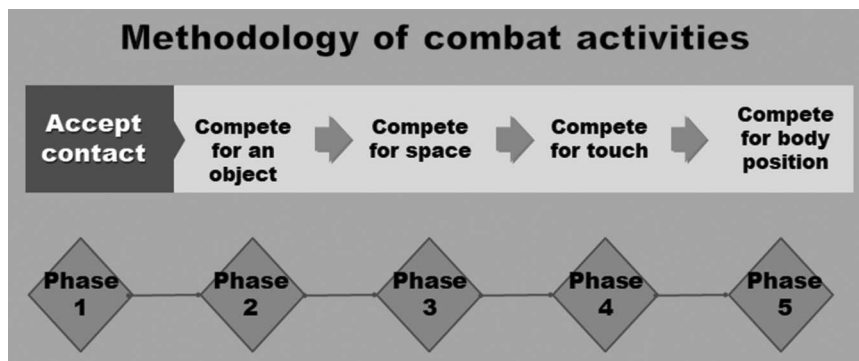 Methodology of combat activities
Accept
contact
Compete
for an
object
Compete
for space
Compete
for touch
Compete
for body
position
Phase
1
Phase
2
Phase
3
Phase
4
Phase
5